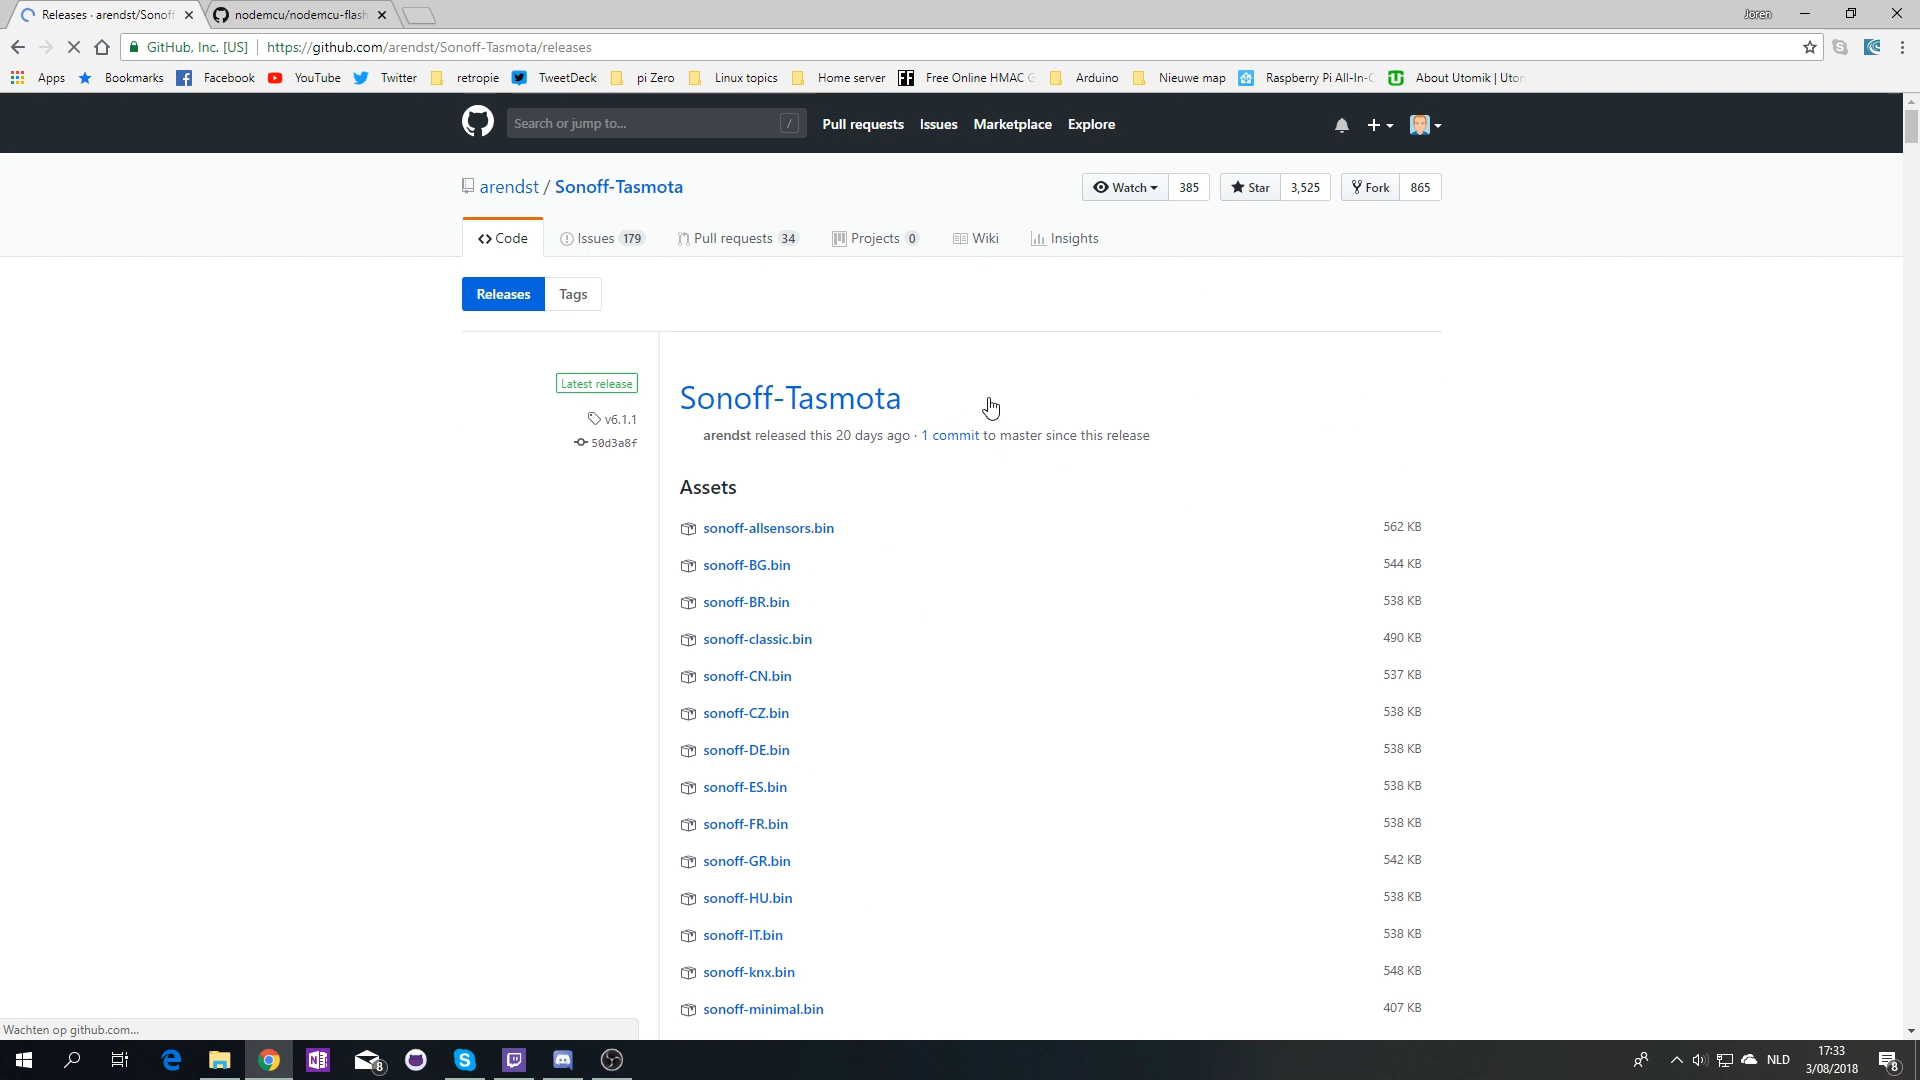 Releases · arendst/Sonoff
nodemcu/nodemcu-flash
Joren
GitHub, Inc. [US]
https://github.com/arendst/Sonoff-Tasmota/releases
Apps
Bookmarks
Facebook
YouTube
Twitter
retropie
TweetDeck
pi Zero
Linux topics
Home server
Free Online HMAC G
Arduino
Nieuwe map
Raspberry Pi All-In-C
About Utomik | Uton
Search or jump to...
/
Pull requests
Issues
Marketplace
Explore
arendst / Sonoff-Tasmota
Watch
385
Star
3,525
Fork
865
Code
Issues 179
Pull requests 34
Projects 0
Wiki
Insights
Releases
Tags
Latest release
v6.1.1
50d3a8f
Sonoff-Tasmota
arendst released this 20 days ago · 1 commit to master since this release
Assets
sonoff-allsensors.bin 562 KB
sonoff-BG.bin 544 KB
sonoff-BR.bin 538 KB
sonoff-classic.bin 490 KB
sonoff-CN.bin 537 KB
sonoff-CZ.bin 538 KB
sonoff-DE.bin 538 KB
sonoff-ES.bin 538 KB
sonoff-FR.bin 538 KB
sonoff-GR.bin 542 KB
sonoff-HU.bin 538 KB
sonoff-IT.bin 538 KB
sonoff-knx.bin 548 KB
sonoff-minimal.bin 407 KB
Wachten op github.com...
8
NLD
17:33
3/08/2018
8